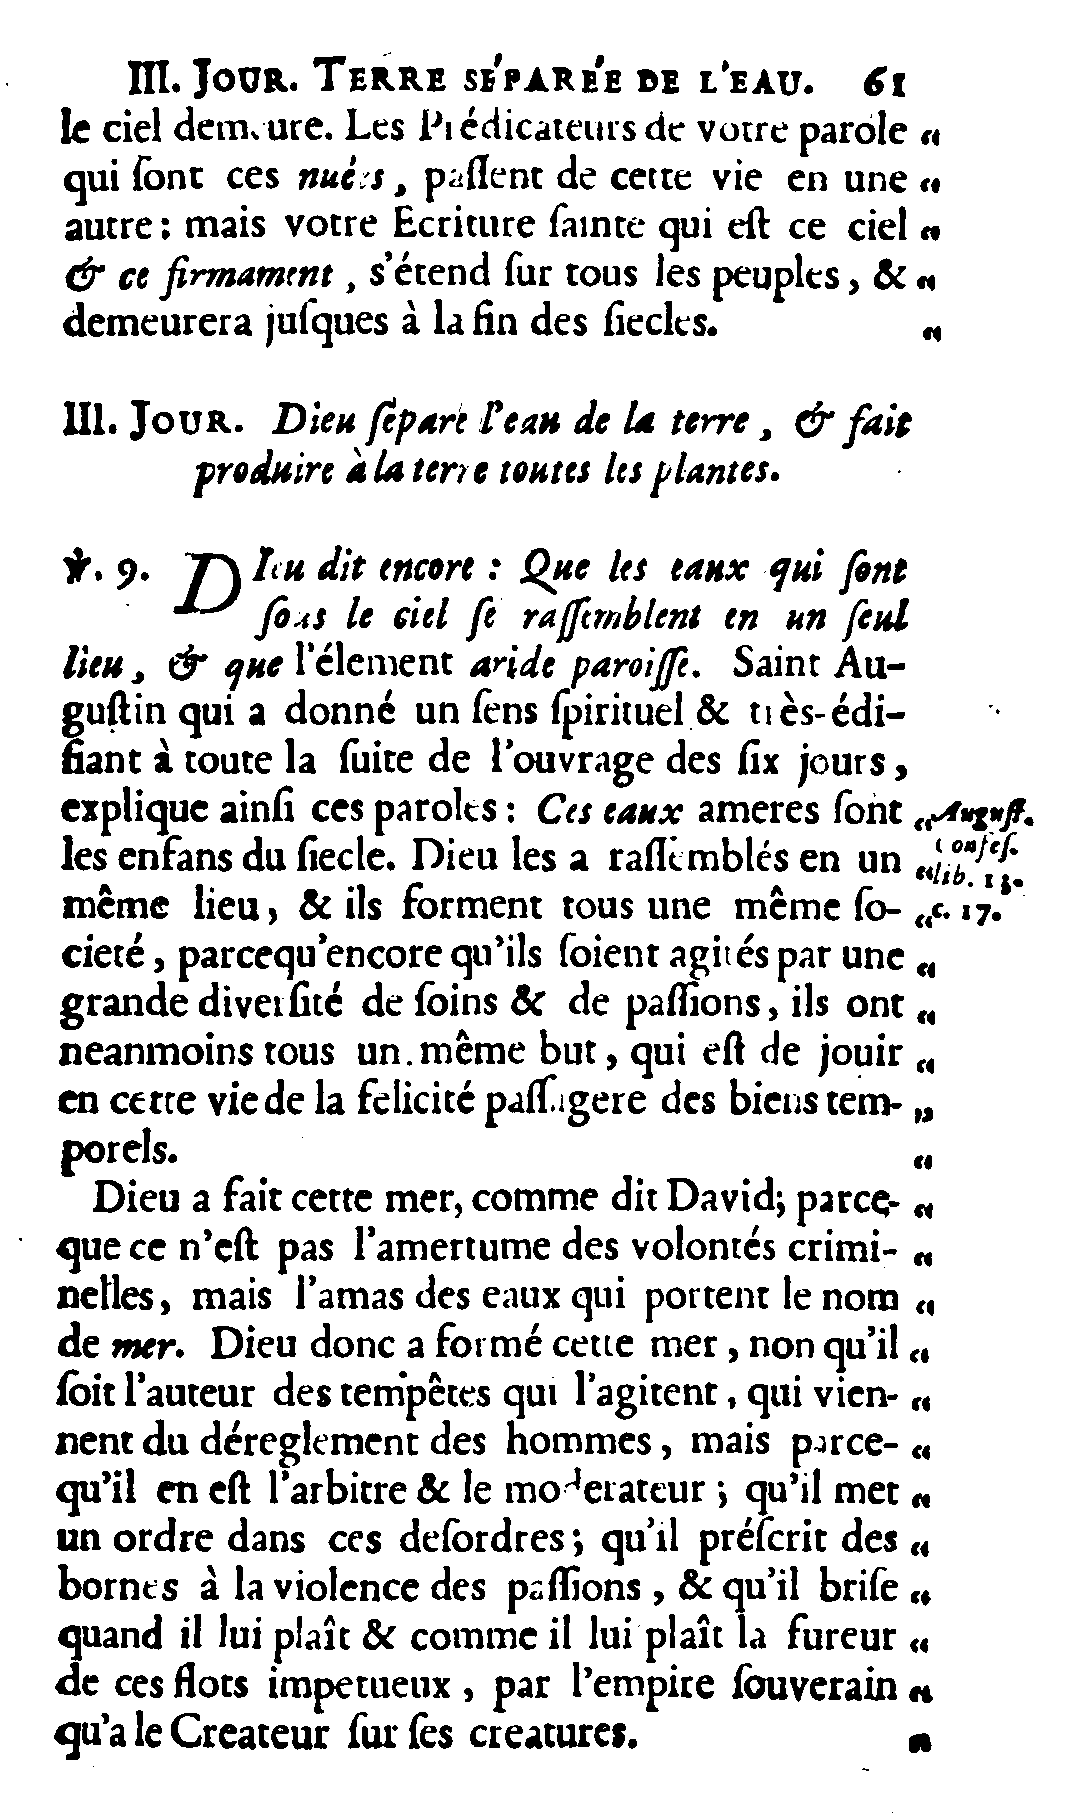 III. JOUR. TERRE SÉPARÉE DE L'EAU. 61
le ciel demeure. Les Prédicateurs de votre parole „
qui ſont ces nuées, paſſent de cette vie en une „
autre: mais votre Ecriture ſainte qui eſt ce ciel „
& ce firmament, s'étend ſur tous les peuples, & „
demeurera juſques à la fin des ſiecles. „
III. JOUR. Dieu ſépare l'eau de la terre, & fait
produire à la terre toutes les plantes.
℣. 9. DIeu dit encore: Que les eaux qui ſont
ſous le ciel ſe raſſemblent en un ſeul
lieu, & que l'élement aride paroiſſe. Saint Au-
guſtin qui a donné un ſens ſpirituel & très-édi-
fiant à toute la ſuite de l'ouvrage des ſix jours,
explique ainſi ces paroles: Ces eaux ameres ſont „ Auguſt.
les enfans du ſiecle. Dieu les a raſſemblés en un „ Confeſ. lib. 13.
même lieu, & ils forment tous une même ſo- „ c. 17.
cieté, parcequ'encore qu'ils ſoient agités par une „
grande diverſité de ſoins & de paſſions, ils ont „
neanmoins tous un même but, qui eſt de jouir „
en cette vie de la felicité paſſagere des biens tem- „
porels. „
Dieu a fait cette mer, comme dit David; parce- „
que ce n'eſt pas l'amertume des volontés crimi- „
nelles, mais l'amas des eaux qui portent le nom „
de mer. Dieu donc a formé cette mer, non qu'il „
ſoit l'auteur des tempêtes qui l'agitent, qui vien- „
nent du déreglement des hommes, mais parce- „
qu'il en eſt l'arbitre & le moderateur; qu'il met „
un ordre dans ces deſordres; qu'il préſcrit des „
bornes à la violence des paſſions, & qu'il briſe „
quand il lui plaît & comme il lui plaît la fureur „
de ces flots impetueux, par l'empire ſouverain „
qu'a le Createur ſur ſes creatures. „